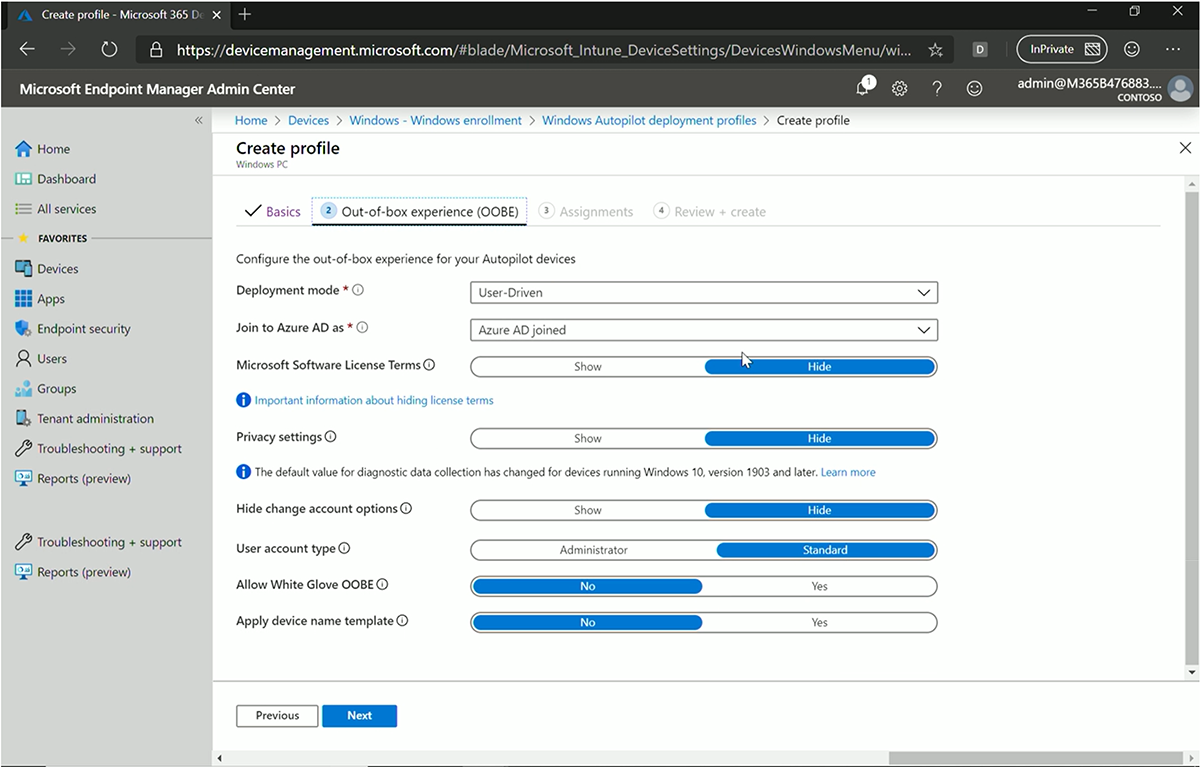 Create profile - Microsoft 365 De
https://devicemanagement.microsoft.com/#blade/Microsoft_Intune_DeviceSettings/DevicesWindowsMenu/wi...
D
InPrivate
Microsoft Endpoint Manager Admin Center
1
admin@M365B476883....
CONTOSO
Home > Devices > Windows - Windows enrollment > Windows Autopilot deployment profiles > Create profile
Create profile
Windows PC
Home
Dashboard
All services
FAVORITES
Devices
Apps
Endpoint security
Users
Groups
Tenant administration
Troubleshooting + support
Reports (preview)
Troubleshooting + support
Reports (preview)
Basics 2 Out-of-box experience (OOBE) 3 Assignments 4 Review + create
Configure the out-of-box experience for your Autopilot devices
Deployment mode * User-Driven
Join to Azure AD as * Azure AD joined
Microsoft Software License Terms Show Hide
Important information about hiding license terms
Privacy settings Show Hide
The default value for diagnostic data collection has changed for devices running Windows 10, version 1903 and later. Learn more
Hide change account options Show Hide
User account type Administrator Standard
Allow White Glove OOBE No Yes
Apply device name template No Yes
Previous Next